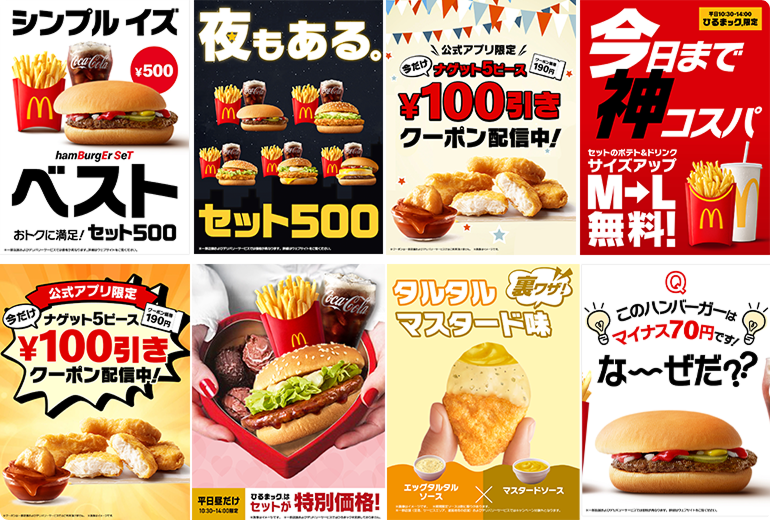 シンプル イズ
Coca-Cola
¥500
hamBurgEr SeT
ベスト
おトクに満足! セット500
夜もある。
セット500
公式アプリ限定
今だけ
ナゲット5ピース
クーポン価格
190円
¥100引き
クーポン配信中!
平日10:30-14:00
ひるまック®限定
今日まで
神コスパ
セットのポテト&ドリンク
サイズアップ
M→L
無料!
公式アプリ限定
今だけ
ナゲット5ピース
クーポン価格
190円
¥100引き
クーポン配信中!
Coca-Cola
平日昼だけ
10:30-14:00限定
ひるまック®は
セットが
特別価格!
タルタル
裏ワザ!
マスタード味
エッグタルタル
ソース
×
マスタードソース
Q
このハンバーガーは
マイナス70円です!
な〜ぜだ??